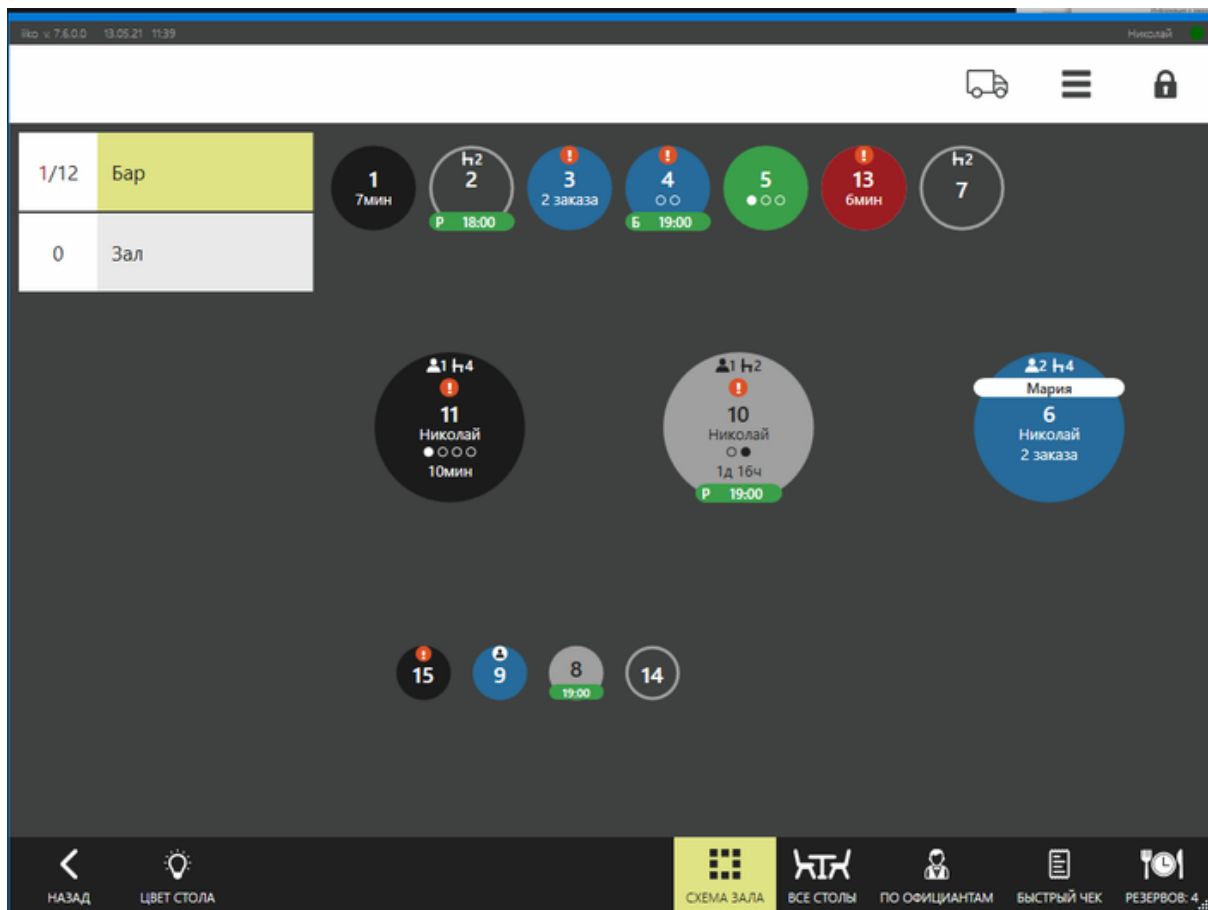 iiko v. 7.6.0.0 13.05.21 11:39 Николай
1/12 Бар
0 Зал
1
7мин
2
2
Р 18:00
!
3
2 заказа
!
4
Б 19:00
5
!
13
6мин
2
7
1 4
!
11
Николай
10мин
1 2
!
10
Николай
1д 16ч
Р 19:00
2 4
Мария
6
Николай
2 заказа
!
15
9
8
19:00
14
НАЗАД
ЦВЕТ СТОЛА
СХЕМА ЗАЛА
ВСЕ СТОЛЫ
ПО ОФИЦИАНТАМ
БЫСТРЫЙ ЧЕК
РЕЗЕРВОВ: 4